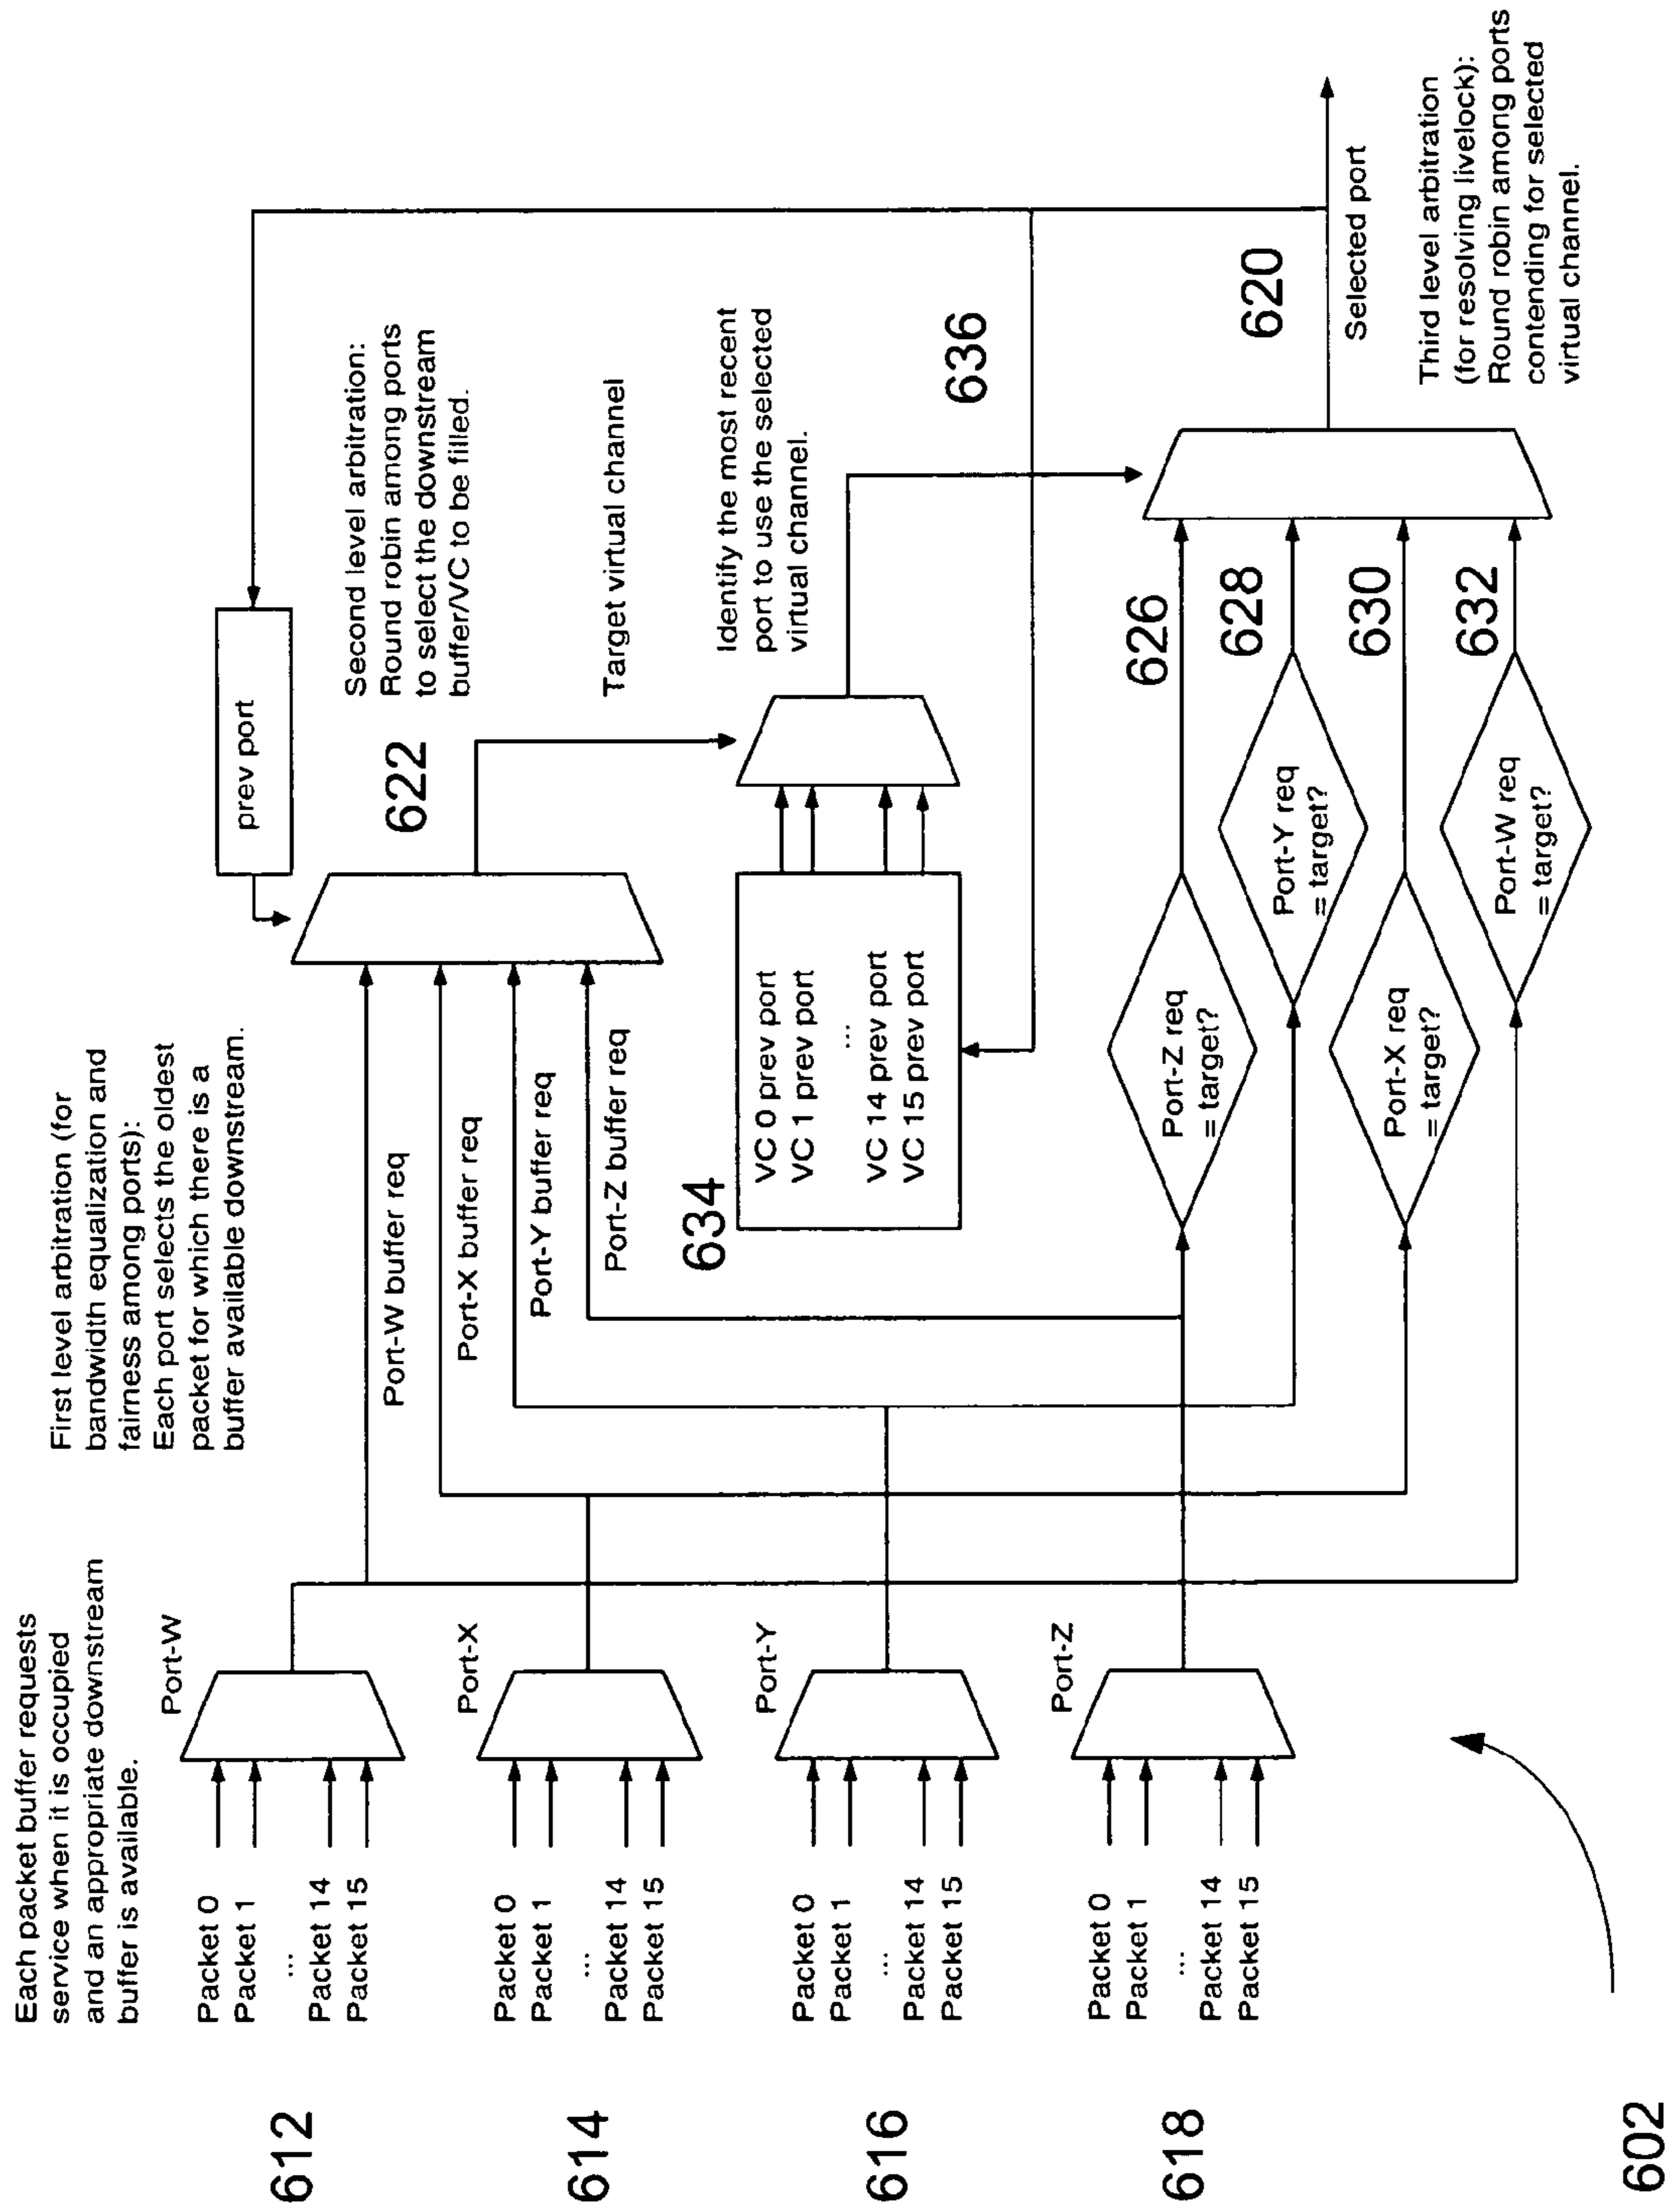 Each packet buffer requests
service when it is occupied
and an appropriate downstream
buffer is available.
First level arbitration (for
bandwidth equalization and
fairness among ports):
Each port selects the oldest
packet for which there is a
buffer available downstream.
612
Packet 0
Packet 1
...
Packet 14
Packet 15
Port-W
614
Packet 0
Packet 1
...
Packet 14
Packet 15
Port-X
616
Packet 0
Packet 1
...
Packet 14
Packet 15
Port-Y
618
Packet 0
Packet 1
...
Packet 14
Packet 15
Port-Z
Port-W buffer req
Port-X buffer req
Port-Y buffer req
Port-Z buffer req
prev port
622
Second level arbitration:
Round robin among ports
to select the downstream
buffer/VC to be filled.
Target virtual channel
634
VC 0 prev port
VC 1 prev port
...
VC 14 prev port
VC 15 prev port
Identify the most recent
port to use the selected
virtual channel.
636
Port-Z req
= target?
626
Port-Y req
= target?
628
Port-X req
= target?
630
Port-W req
= target?
632
620
Selected port
Third level arbitration
(for resolving livelock):
Round robin among ports
contending for selected
virtual channel.
602